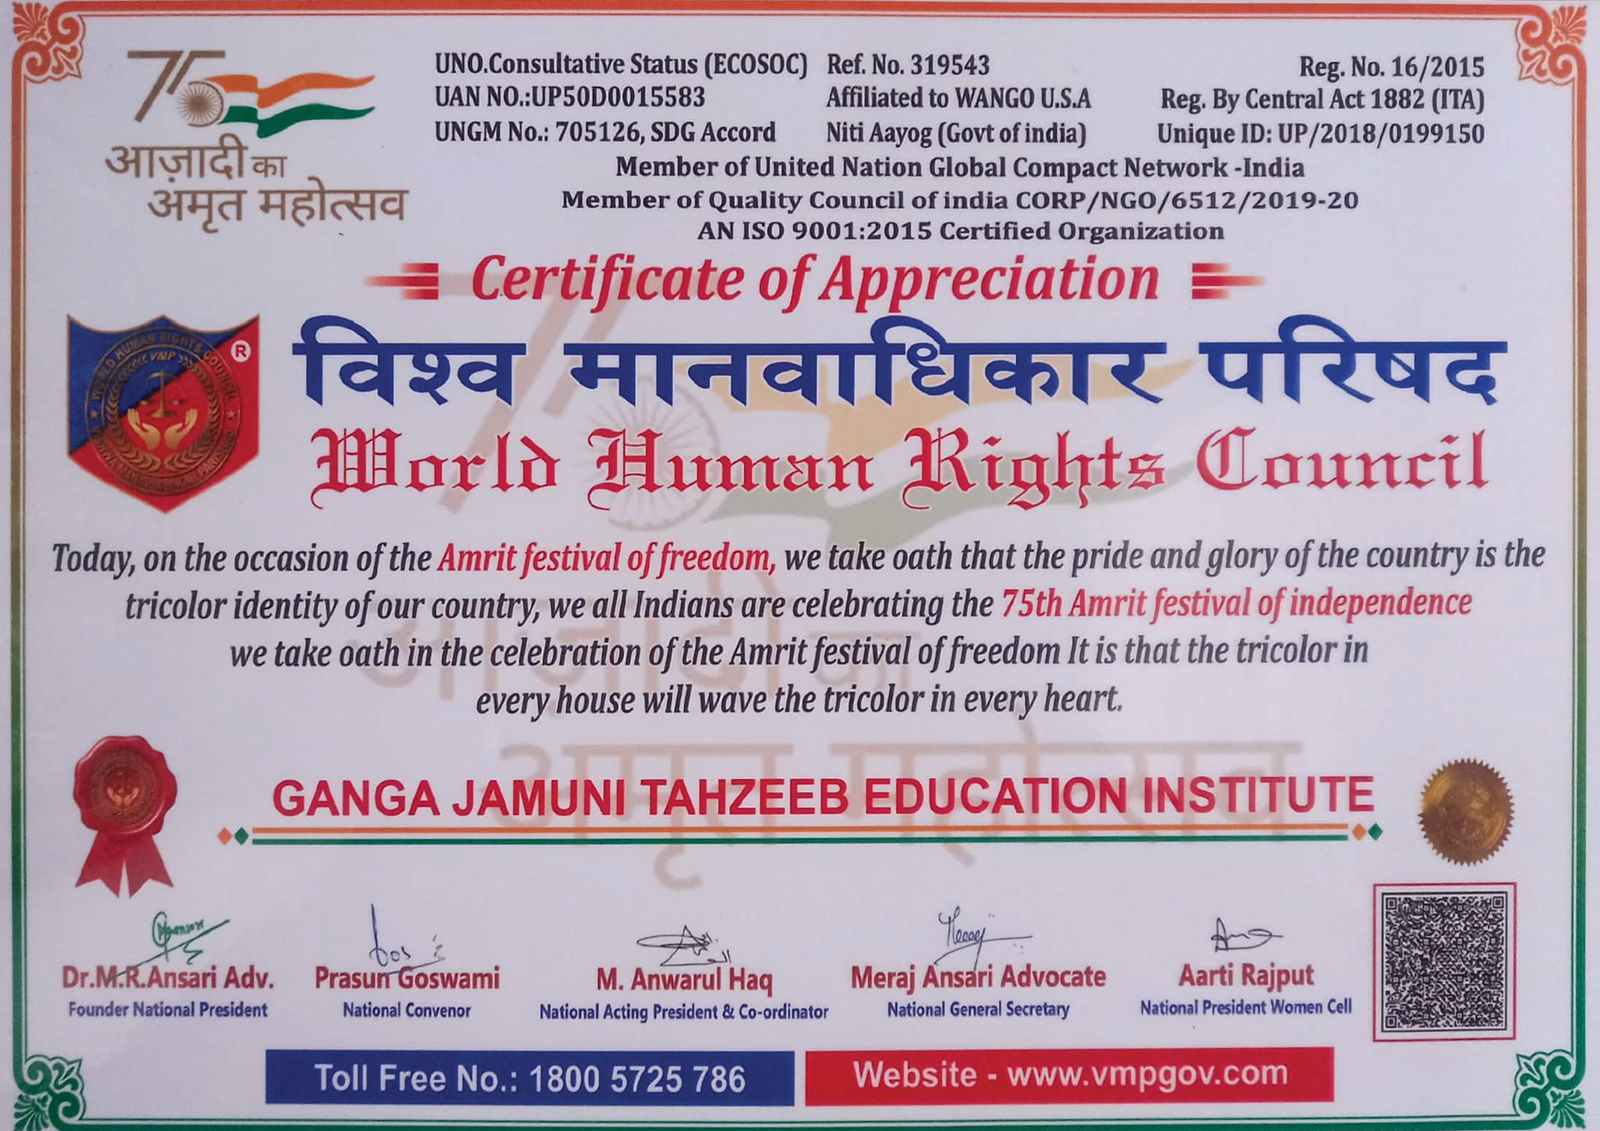 UNO.Consultative Status (ECOSOC) Ref. No. 319543 Reg. No. 16/2015
UAN NO.:UP50D0015583 Affiliated to WANGO U.S.A Reg. By Central Act 1882 (ITA)
UNGM No.: 705126, SDG Accord Niti Aayog (Govt of india) Unique ID: UP/2018/0199150
Member of United Nation Global Compact Network -India
Member of Quality Council of india CORP/NGO/6512/2019-20
AN ISO 9001:2015 Certified Organization
75
आज़ादी का
अमृत महोत्सव
Certificate of Appreciation
विश्व मानवाधिकार परिषद
World Human Rights Council
WORLD HUMAN RIGHTS COUNCIL
VMP
®
Today, on the occasion of the Amrit festival of freedom, we take oath that the pride and glory of the country is the
tricolor identity of our country, we all Indians are celebrating the 75th Amrit festival of independence
we take oath in the celebration of the Amrit festival of freedom It is that the tricolor in
every house will wave the tricolor in every heart.
GANGA JAMUNI TAHZEEB EDUCATION INSTITUTE
Dr.M.R.Ansari Adv. Prasun Goswami M. Anwarul Haq Meraj Ansari Advocate Aarti Rajput
Founder National President National Convenor National Acting President & Co-ordinator National General Secretary National President Women Cell
Toll Free No.: 1800 5725 786 Website - www.vmpgov.com